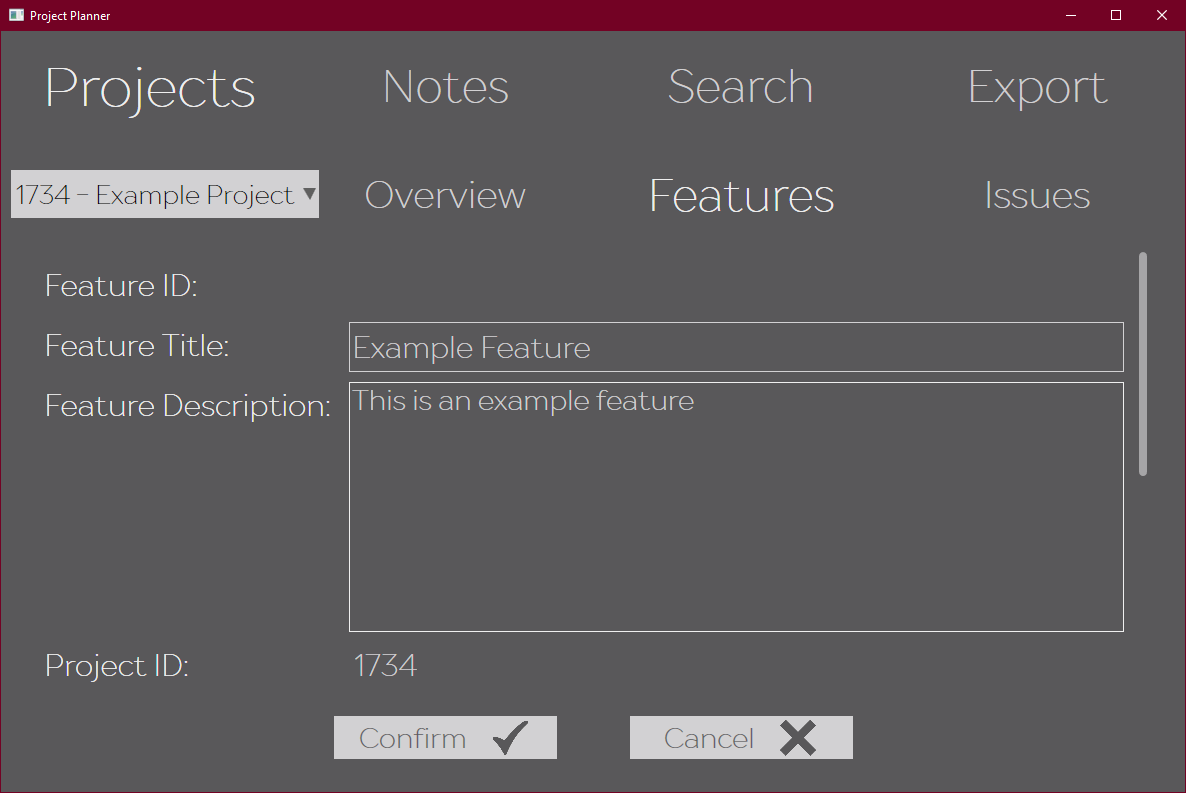 Project Planner
Projects Notes Search Export
1734 - Example Project Overview Features Issues
Feature ID:
Feature Title: Example Feature
Feature Description: This is an example feature
Project ID: 1734
Confirm Cancel